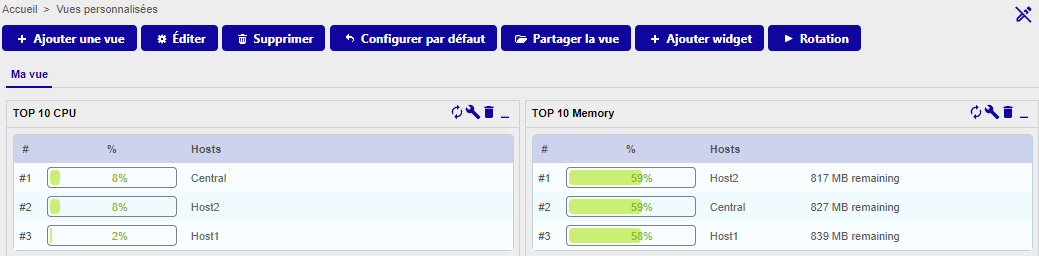 Accueil > Vues personnalisées
Ajouter une vue Éditer Supprimer Configurer par défaut Partager la vue Ajouter widget Rotation
Ma vue
TOP 10 CPU
# % Hosts
#1 8% Central
#2 8% Host2
#3 2% Host1
TOP 10 Memory
# % Hosts
#1 59% Host2 817 MB remaining
#2 59% Central 827 MB remaining
#3 58% Host1 839 MB remaining